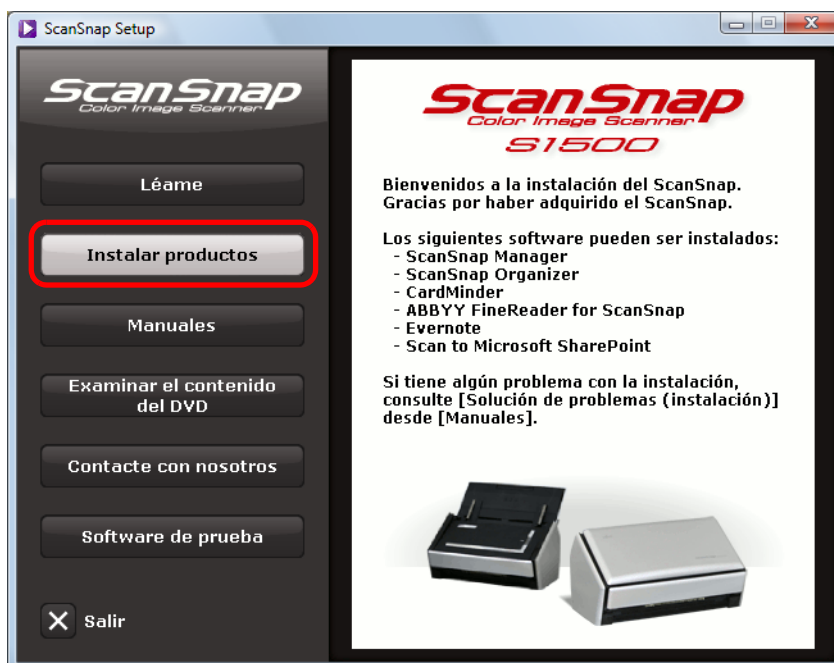 ScanSnap Setup
ScanSnap
Color Image Scanner
Léame
Instalar productos
Manuales
Examinar el contenido
del DVD
Contacte con nosotros
Software de prueba
Salir
ScanSnap
Color Image Scanner
S1500
Bienvenidos a la instalación del ScanSnap.
Gracias por haber adquirido el ScanSnap.
Los siguientes software pueden ser instalados:
- ScanSnap Manager
- ScanSnap Organizer
- CardMinder
- ABBYY FineReader for ScanSnap
- Evernote
- Scan to Microsoft SharePoint
Si tiene algún problema con la instalación,
consulte [Solución de problemas (instalación)]
desde [Manuales].